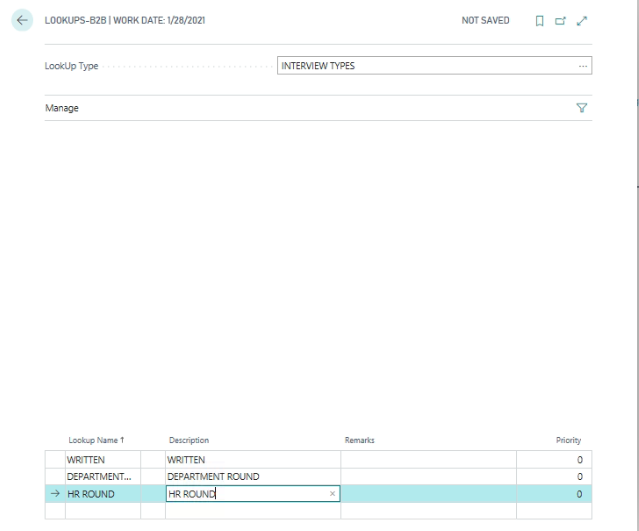 LOOKUPS-B2B | WORK DATE: 1/28/2021 NOT SAVED
LookUp Type INTERVIEW TYPES ...
Manage
Lookup Name ↑ Description Remarks Priority
WRITTEN WRITTEN 0
DEPARTMENT... DEPARTMENT ROUND 0
→ HR ROUND HR ROUND × 0